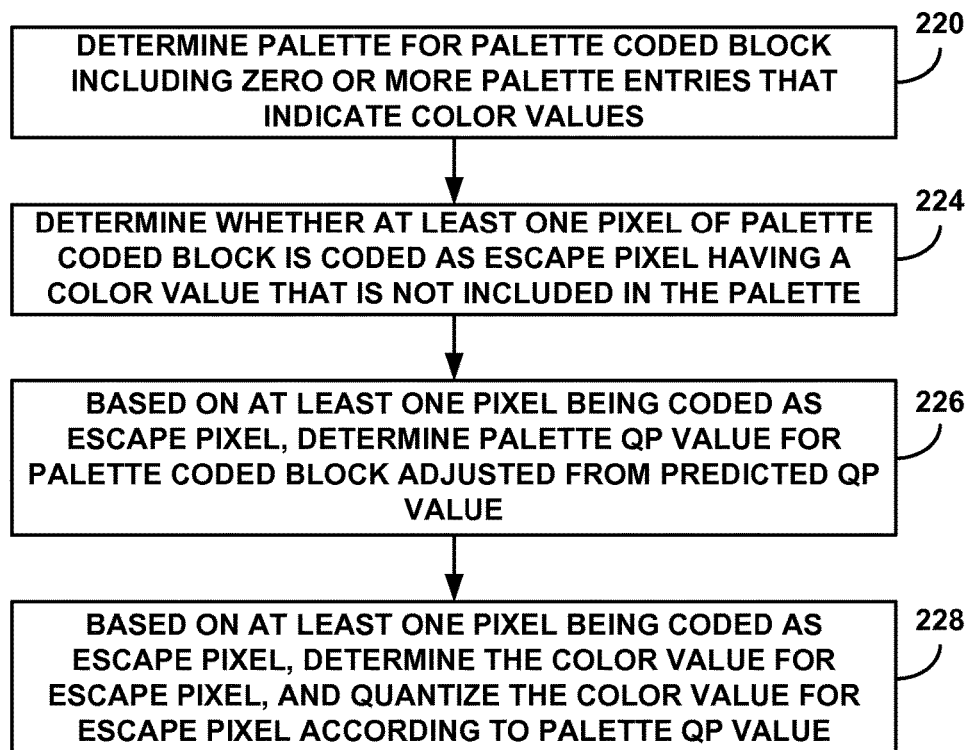 220
DETERMINE PALETTE FOR PALETTE CODED BLOCK
INCLUDING ZERO OR MORE PALETTE ENTRIES THAT
INDICATE COLOR VALUES
224
DETERMINE WHETHER AT LEAST ONE PIXEL OF PALETTE
CODED BLOCK IS CODED AS ESCAPE PIXEL HAVING A
COLOR VALUE THAT IS NOT INCLUDED IN THE PALETTE
226
BASED ON AT LEAST ONE PIXEL BEING CODED AS
ESCAPE PIXEL, DETERMINE PALETTE QP VALUE FOR
PALETTE CODED BLOCK ADJUSTED FROM PREDICTED QP
VALUE
228
BASED ON AT LEAST ONE PIXEL BEING CODED AS
ESCAPE PIXEL, DETERMINE THE COLOR VALUE FOR
ESCAPE PIXEL, AND QUANTIZE THE COLOR VALUE FOR
ESCAPE PIXEL ACCORDING TO PALETTE QP VALUE